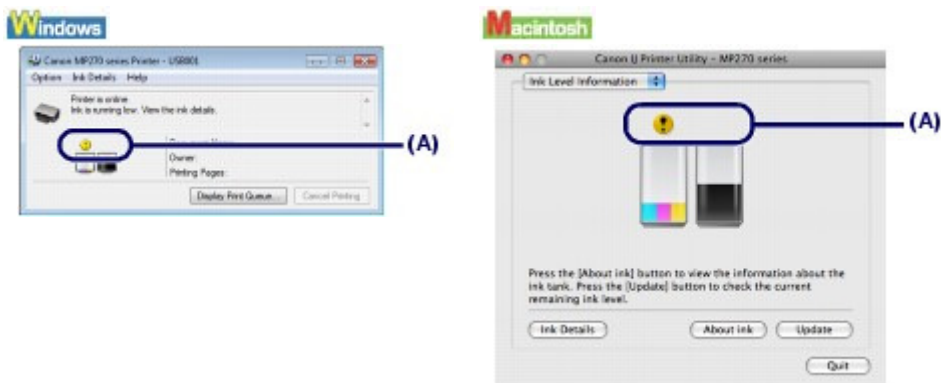 Windows
Canon MP270 series Printer - USB001
Option Ink Details Help
Printer is online
Ink is running low. View the ink details.
Owner:
Printing Pages:
Display Print Queue... Cancel Printing
(A)
Macintosh
Canon IJ Printer Utility - MP270 series
Ink Level Information
(A)
Press the [About ink] button to view the information about the
ink tank. Press the [Update] button to check the current
remaining ink level.
Ink Details About ink Update
Quit